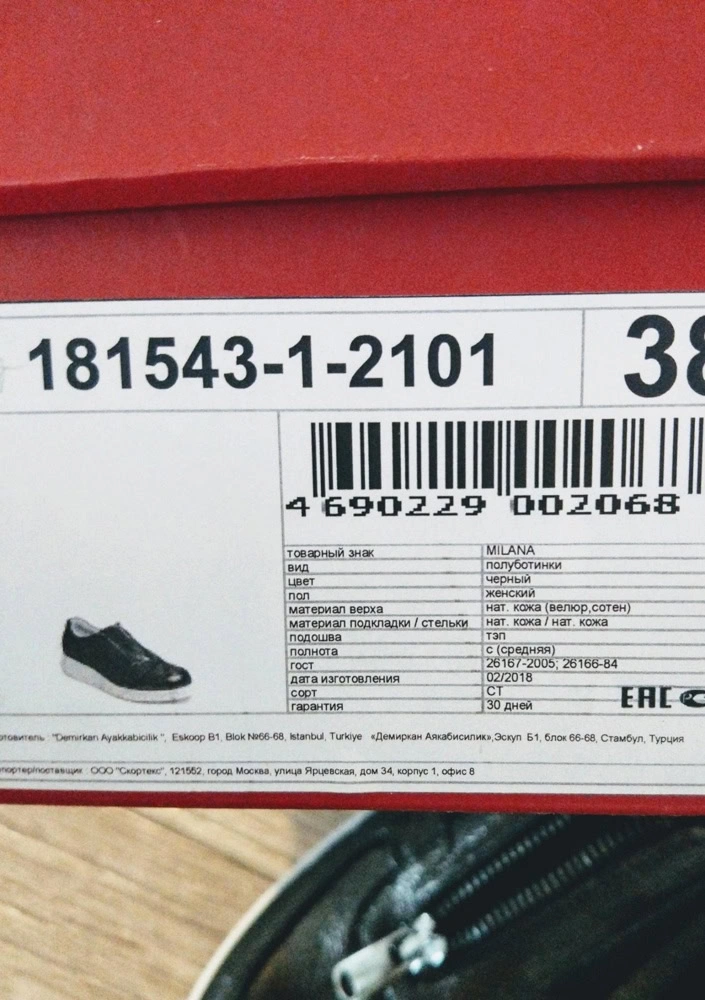 181543-1-2101 38
4 690229 002068
товарный знак MILANA
вид полуботинки
цвет черный
пол женский
материал верха нат. кожа (велюр,сотен)
материал подкладки / стельки нат. кожа / нат. кожа
подошва тэп
полнота с (средняя)
гост 26167-2005; 26166-84
дата изготовления 02/2018
сорт СТ
гарантия 30 дней
EAC
"Demirkan Ayakkabicilik ", Eskoop B1, Blok №66-68, Istanbul, Turkiye «Демиркан Аякабисилик»,Эскуп Б1, блок 66-68, Стамбул, Турция
ООО "Скортекс", 121552, город Москва, улица Ярцевская, дом 34, корпус 1, офис 8